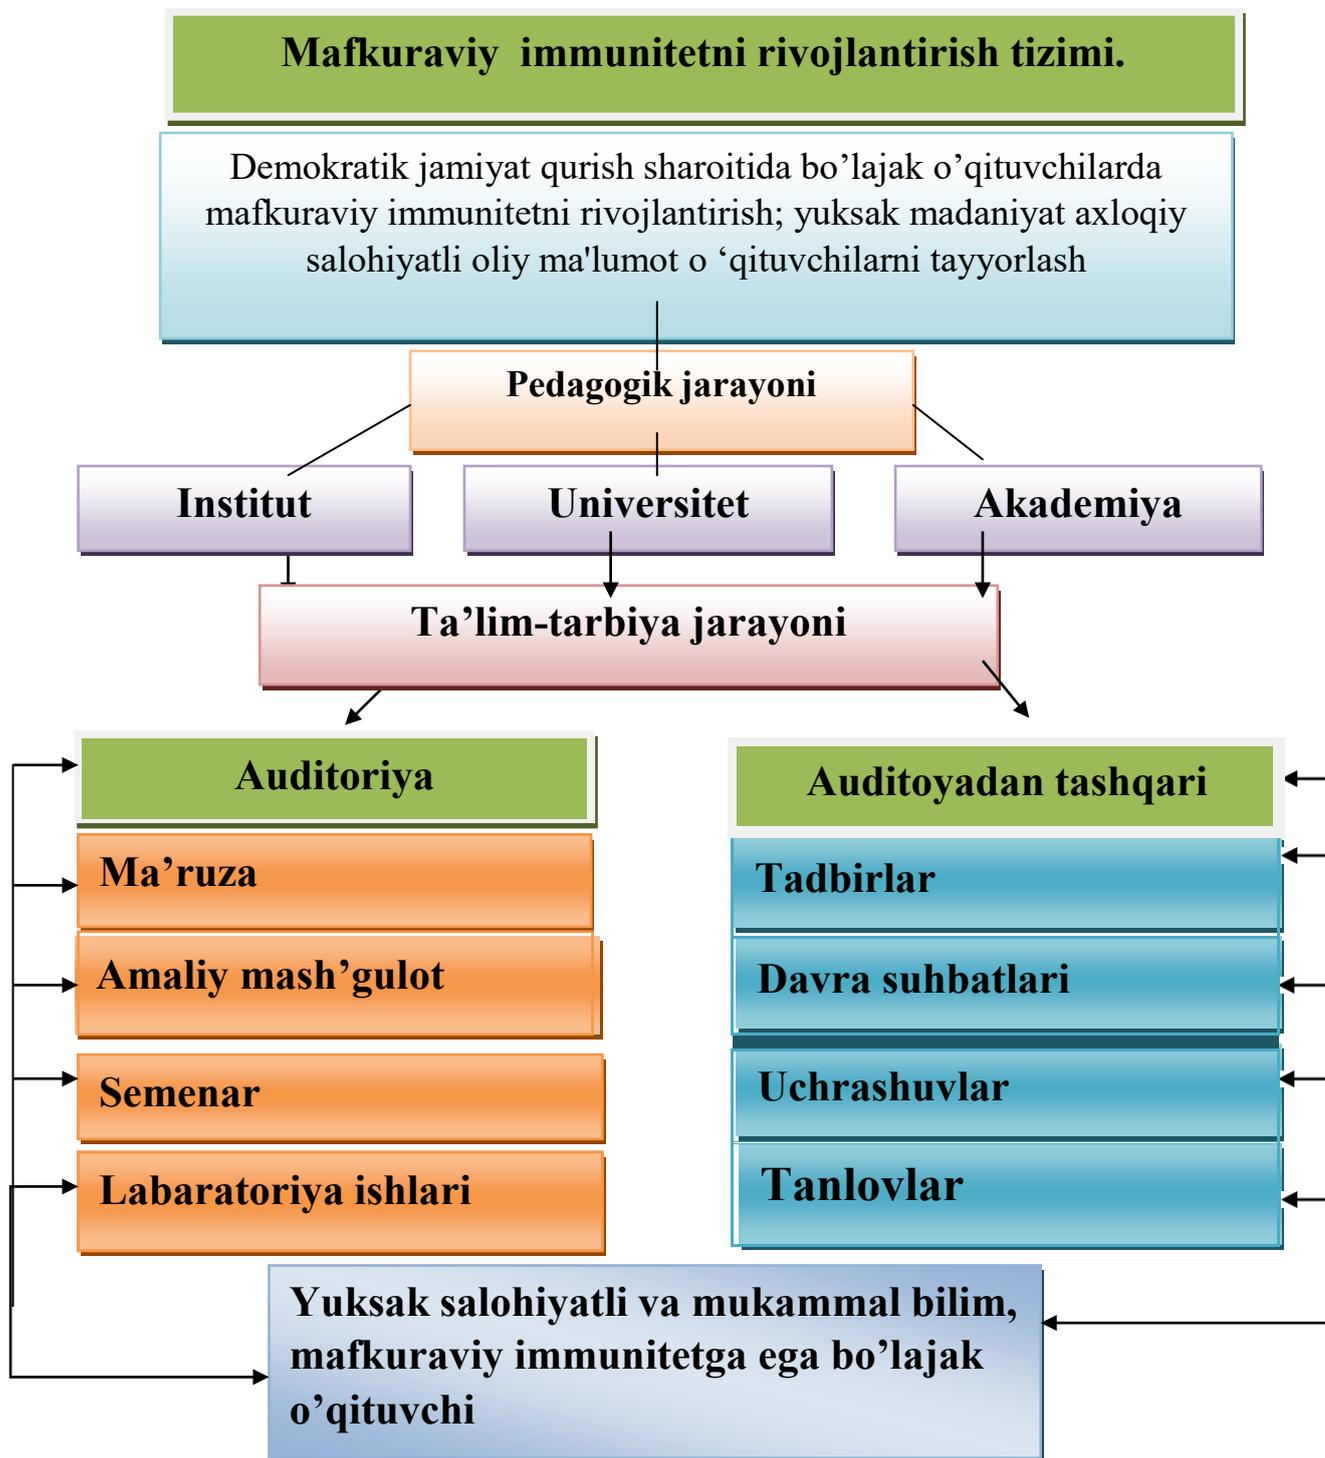 Mafkuraviy immunitetni rivojlantirish tizimi.
Demokratik jamiyat qurish sharoitida bo’lajak o’qituvchilarda
mafkuraviy immunitetni rivojlantirish; yuksak madaniyat axloqiy
salohiyatli oliy ma'lumot o ‘qituvchilarni tayyorlash
Pedagogik jarayoni
Institut
Universitet
Akademiya
Ta’lim-tarbiya jarayoni
Auditoriya
Ma’ruza
Amaliy mash’gulot
Semenar
Labaratoriya ishlari
Auditoyadan tashqari
Tadbirlar
Davra suhbatlari
Uchrashuvlar
Tanlovlar
Yuksak salohiyatli va mukammal bilim,
mafkuraviy immunitetga ega bo’lajak
o’qituvchi